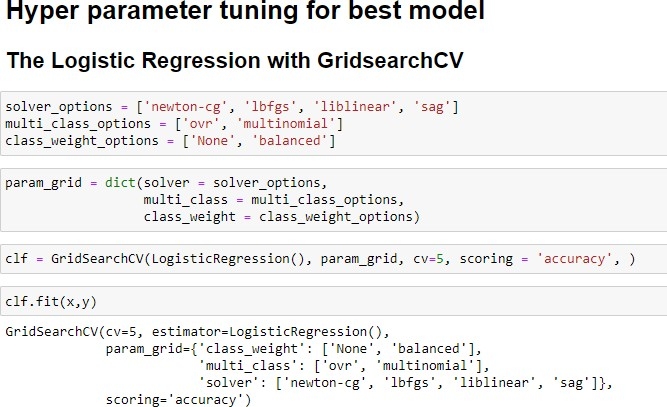 Hyper parameter tuning for best model
The Logistic Regression with GridsearchCV
solver_options = ['newton-cg', 'lbfgs', 'liblinear', 'sag']
multi_class_options = ['ovr', 'multinomial']
class_weight_options = ['None', 'balanced']
param_grid = dict(solver = solver_options,
multi_class = multi_class_options,
class_weight = class_weight_options)
clf = GridSearchCV(LogisticRegression(), param_grid, cv=5, scoring = 'accuracy', )
clf.fit(x,y)
GridSearchCV(cv=5, estimator=LogisticRegression(),
param_grid={'class_weight': ['None', 'balanced'],
'multi_class': ['ovr', 'multinomial'],
'solver': ['newton-cg', 'lbfgs', 'liblinear', 'sag']},
scoring='accuracy')